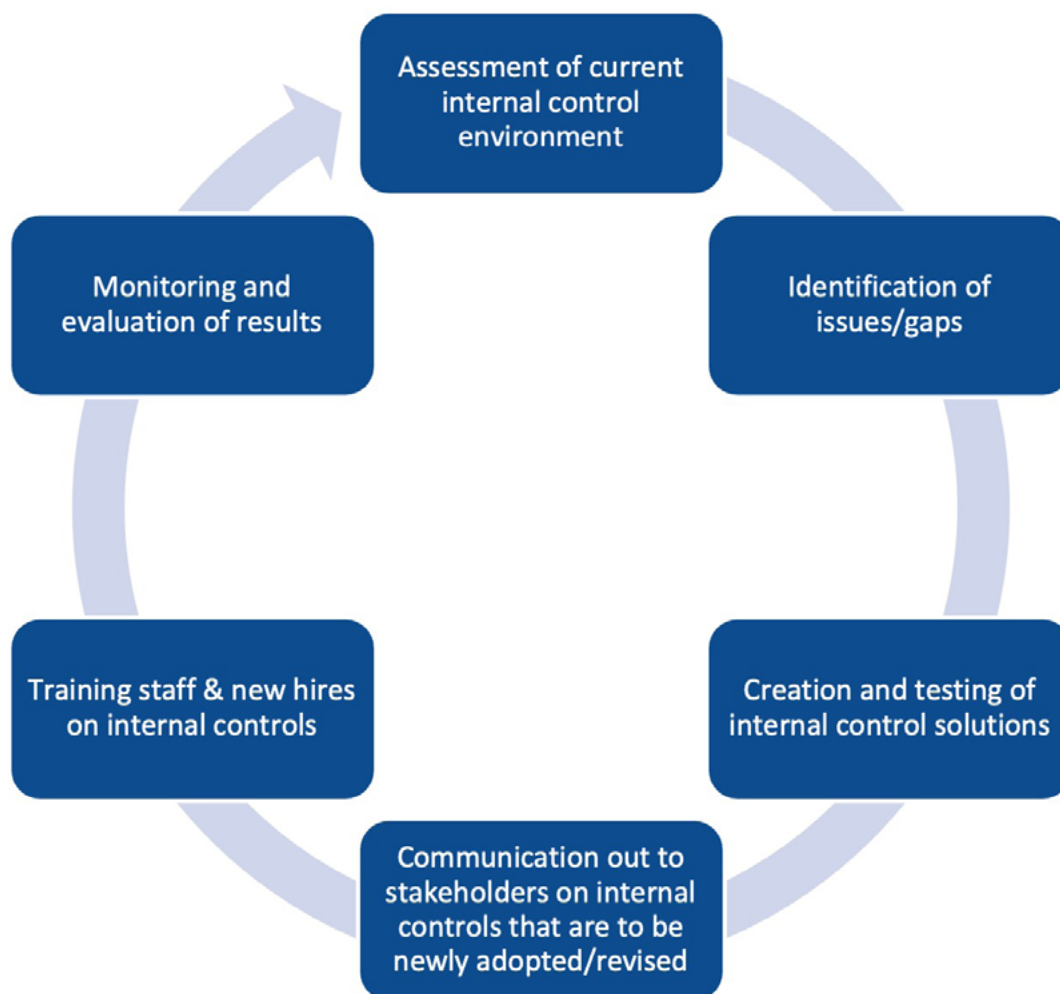 Assessment of current
internal control
environment
Identification of
issues/gaps
Creation and testing of
internal control solutions
Communication out to
stakeholders on internal
controls that are to be
newly adopted/revised
Training staff & new hires
on internal controls
Monitoring and
evaluation of results